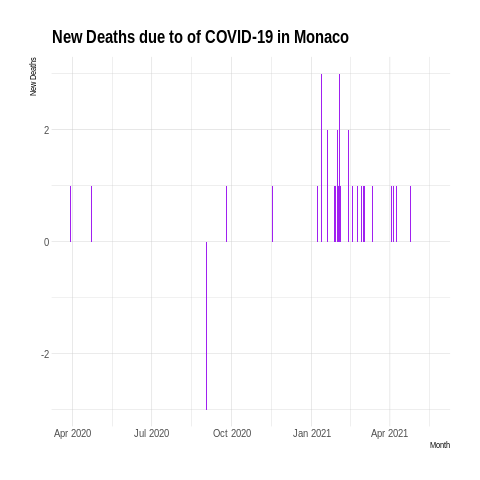 New Deaths due to of COVID-19 in Monaco
New Deaths
2
0
-2
Apr 2020 Jul 2020 Oct 2020 Jan 2021 Apr 2021
Month